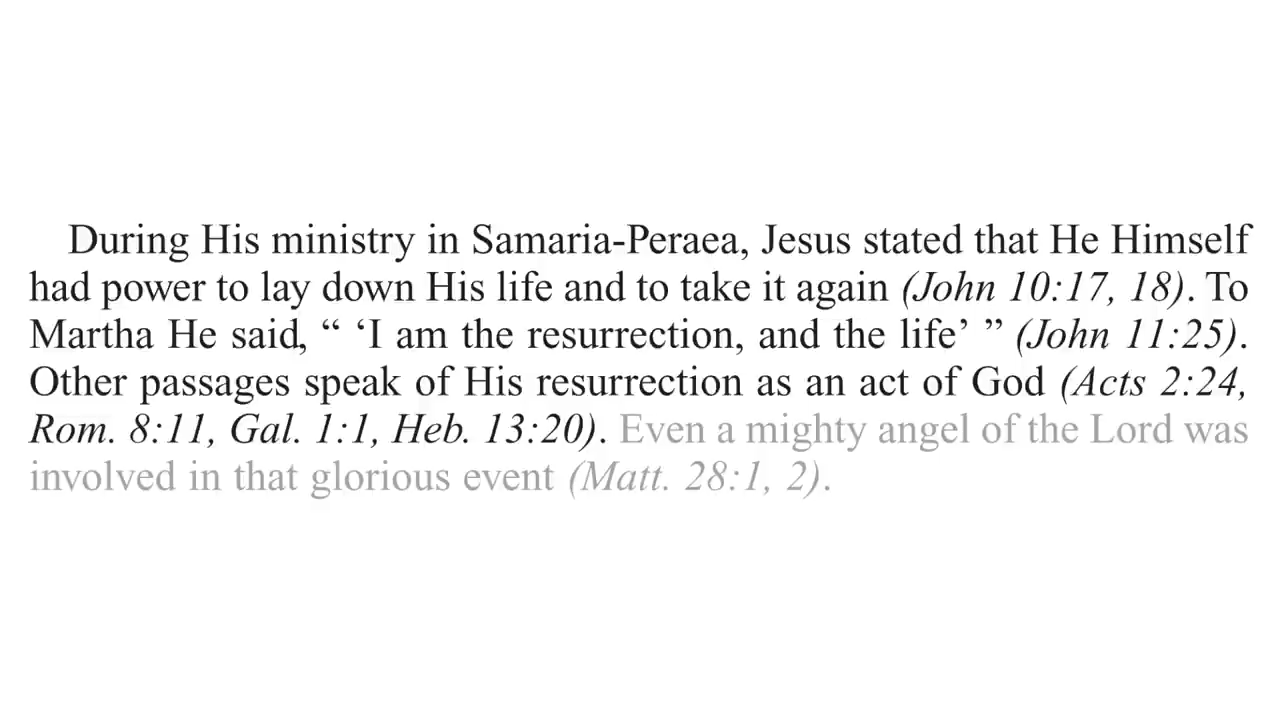 During His ministry in Samaria-Peraea, Jesus stated that He Himself
had power to lay down His life and to take it again (John 10:17, 18). To
Martha He said, “ ‘I am the resurrection, and the life’ ” (John 11:25).
Other passages speak of His resurrection as an act of God (Acts 2:24,
Rom. 8:11, Gal. 1:1, Heb. 13:20). Even a mighty angel of the Lord was
involved in that glorious event (Matt. 28:1, 2).